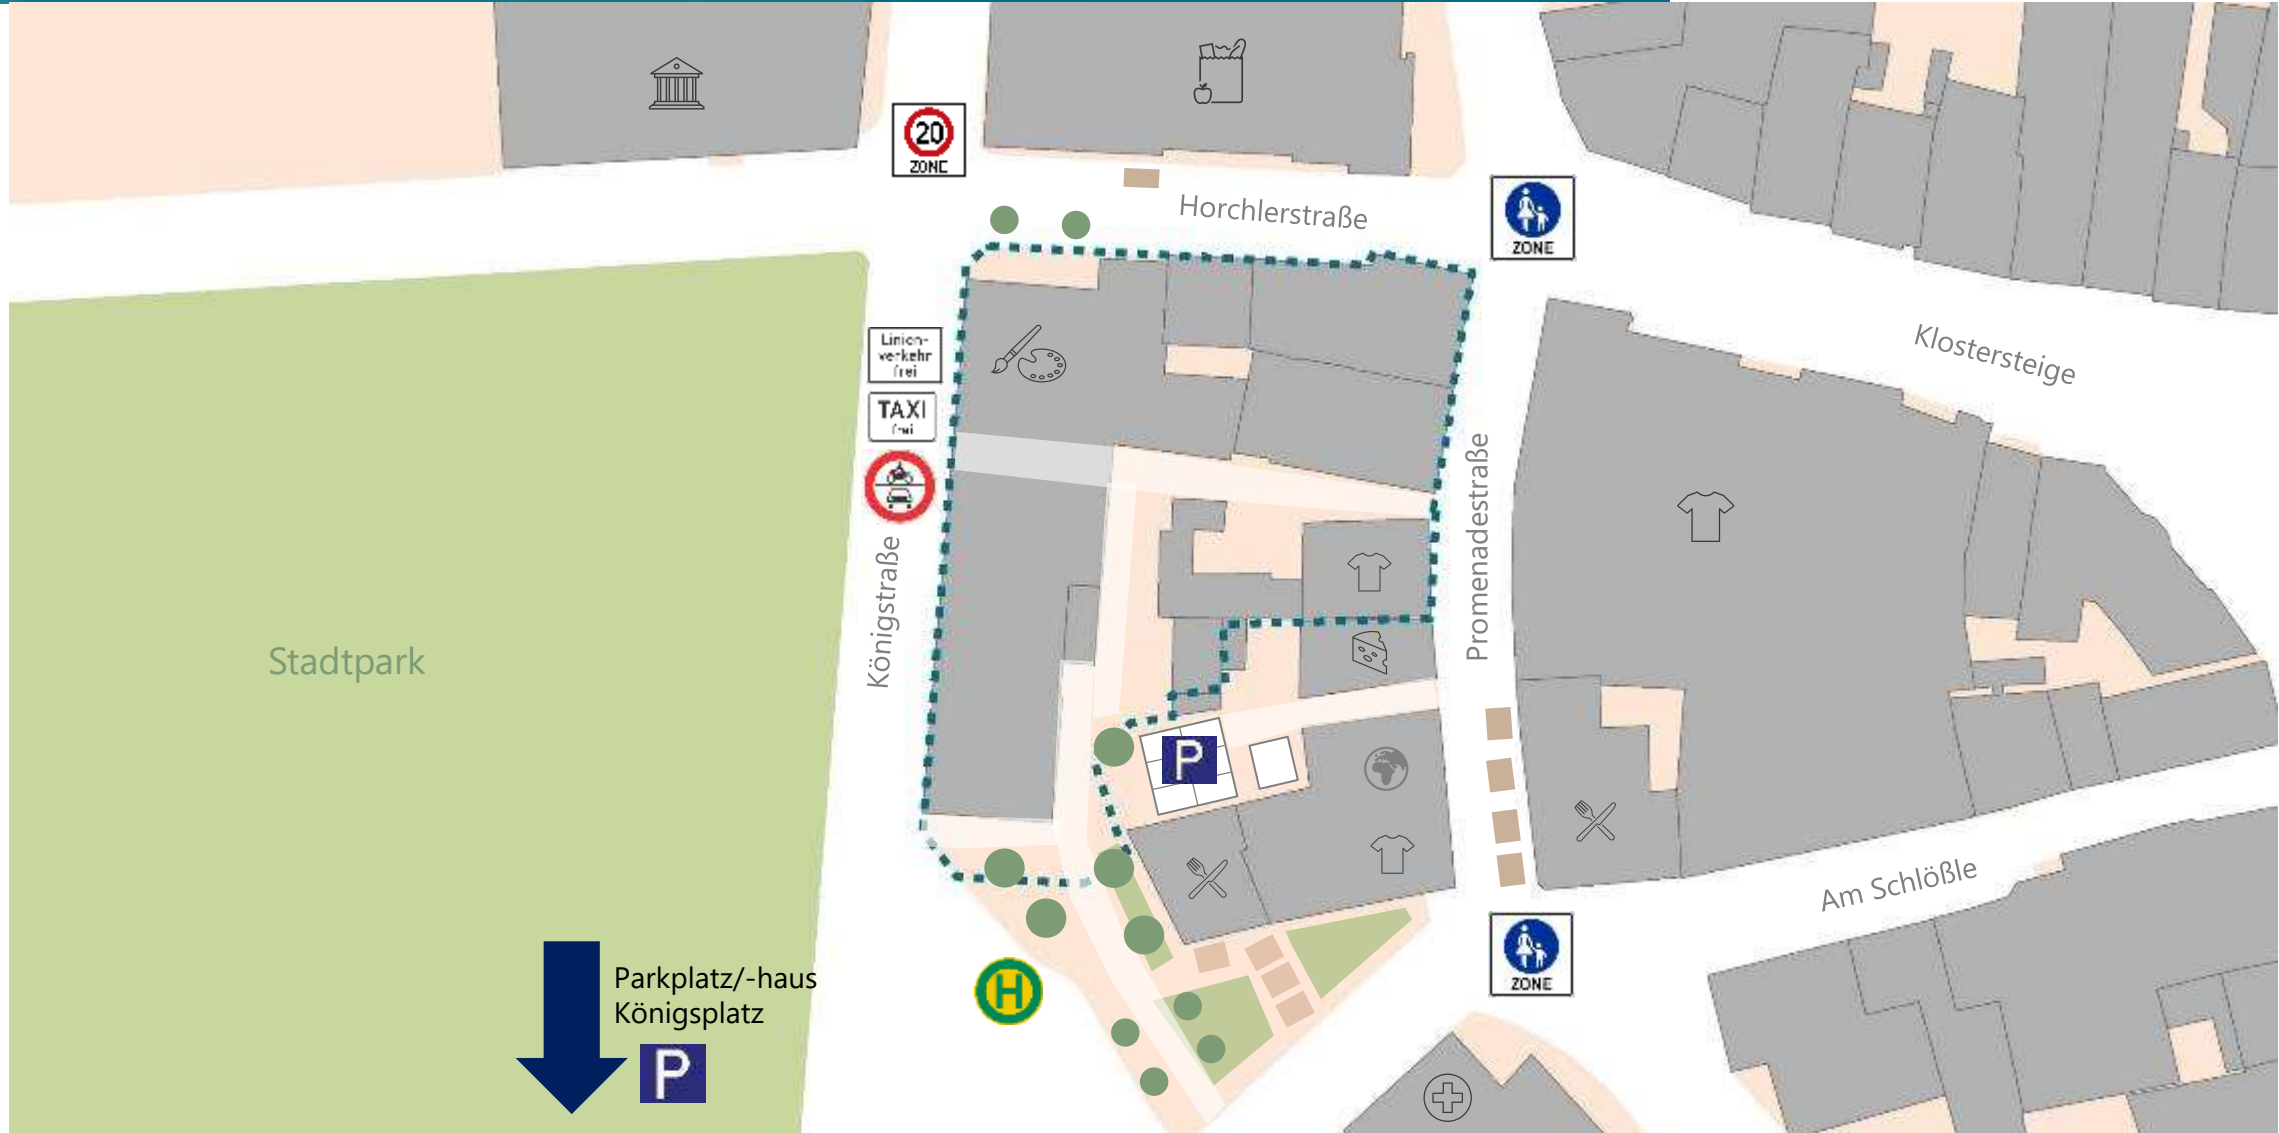 20
ZONE
Horchlerstraße
ZONE
Linien-
verkehr
frei
TAXI
frei
Klostersteige
Promenadestraße
Königstraße
Stadtpark
P
Am Schlößle
ZONE
H
Parkplatz/-haus
Königsplatz
P